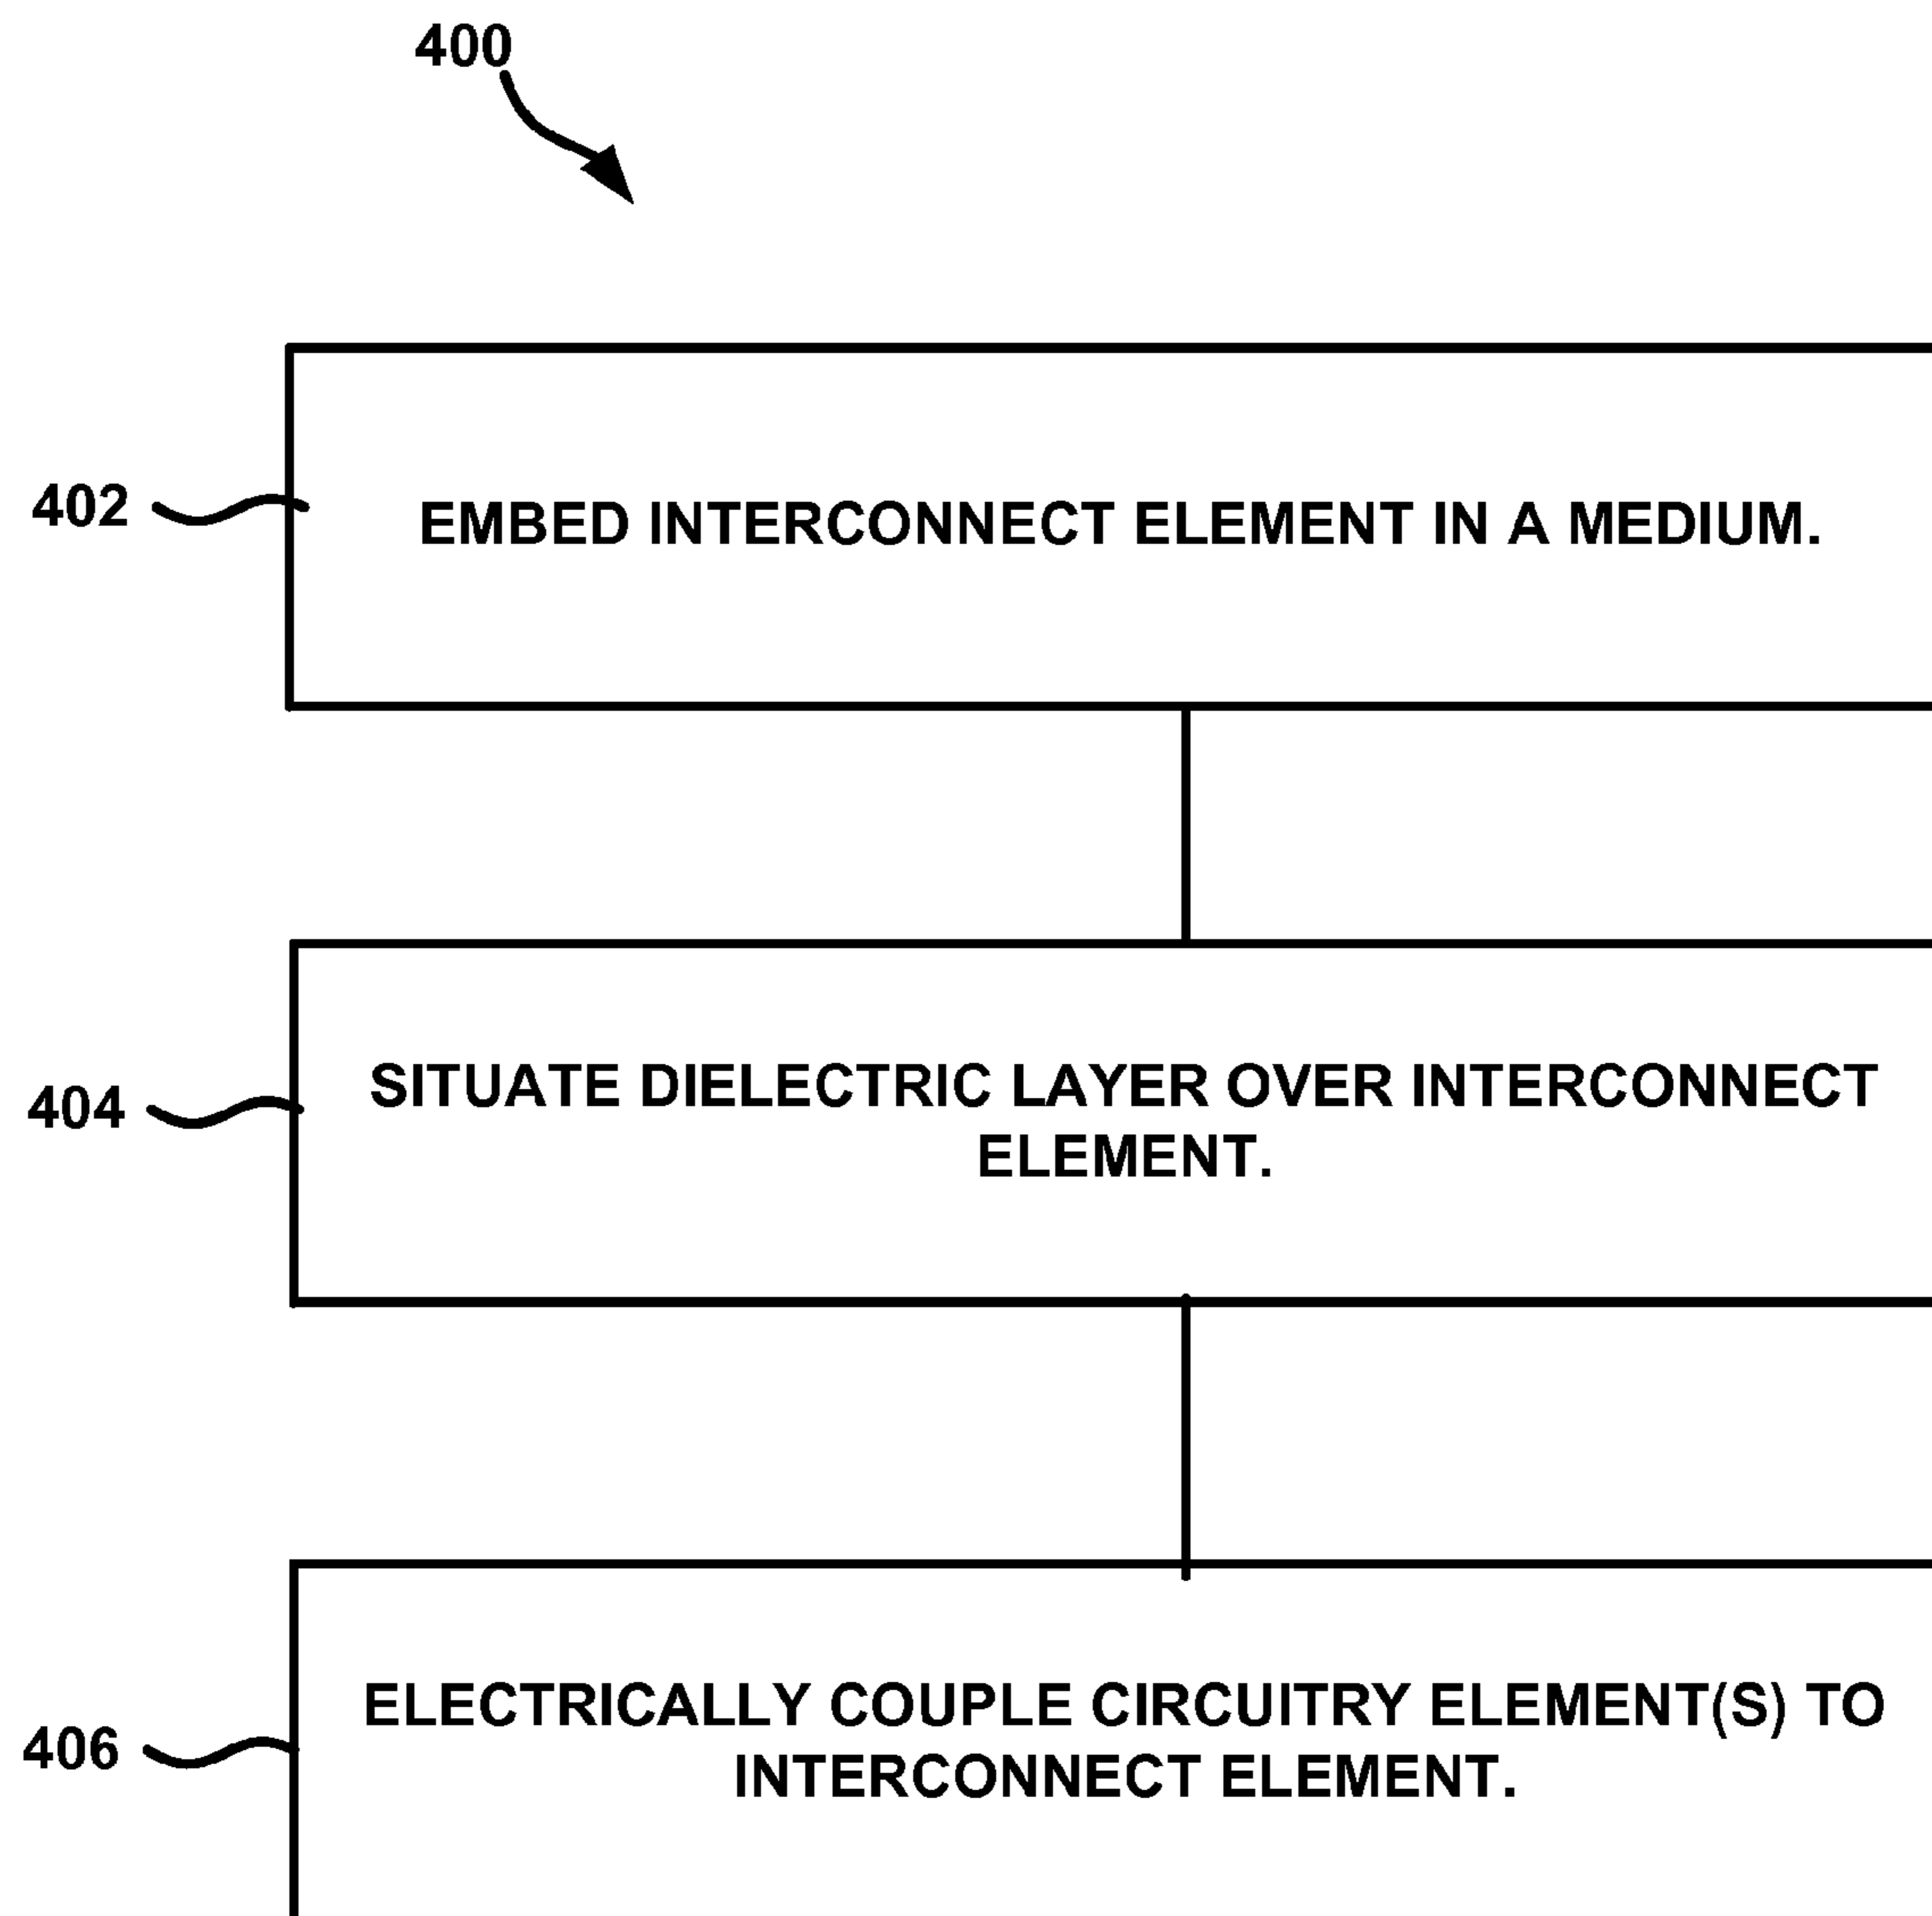 400
402
EMBED INTERCONNECT ELEMENT IN A MEDIUM.
404
SITUATE DIELECTRIC LAYER OVER INTERCONNECT
ELEMENT.
406
ELECTRICALLY COUPLE CIRCUITRY ELEMENT(S) TO
INTERCONNECT ELEMENT.